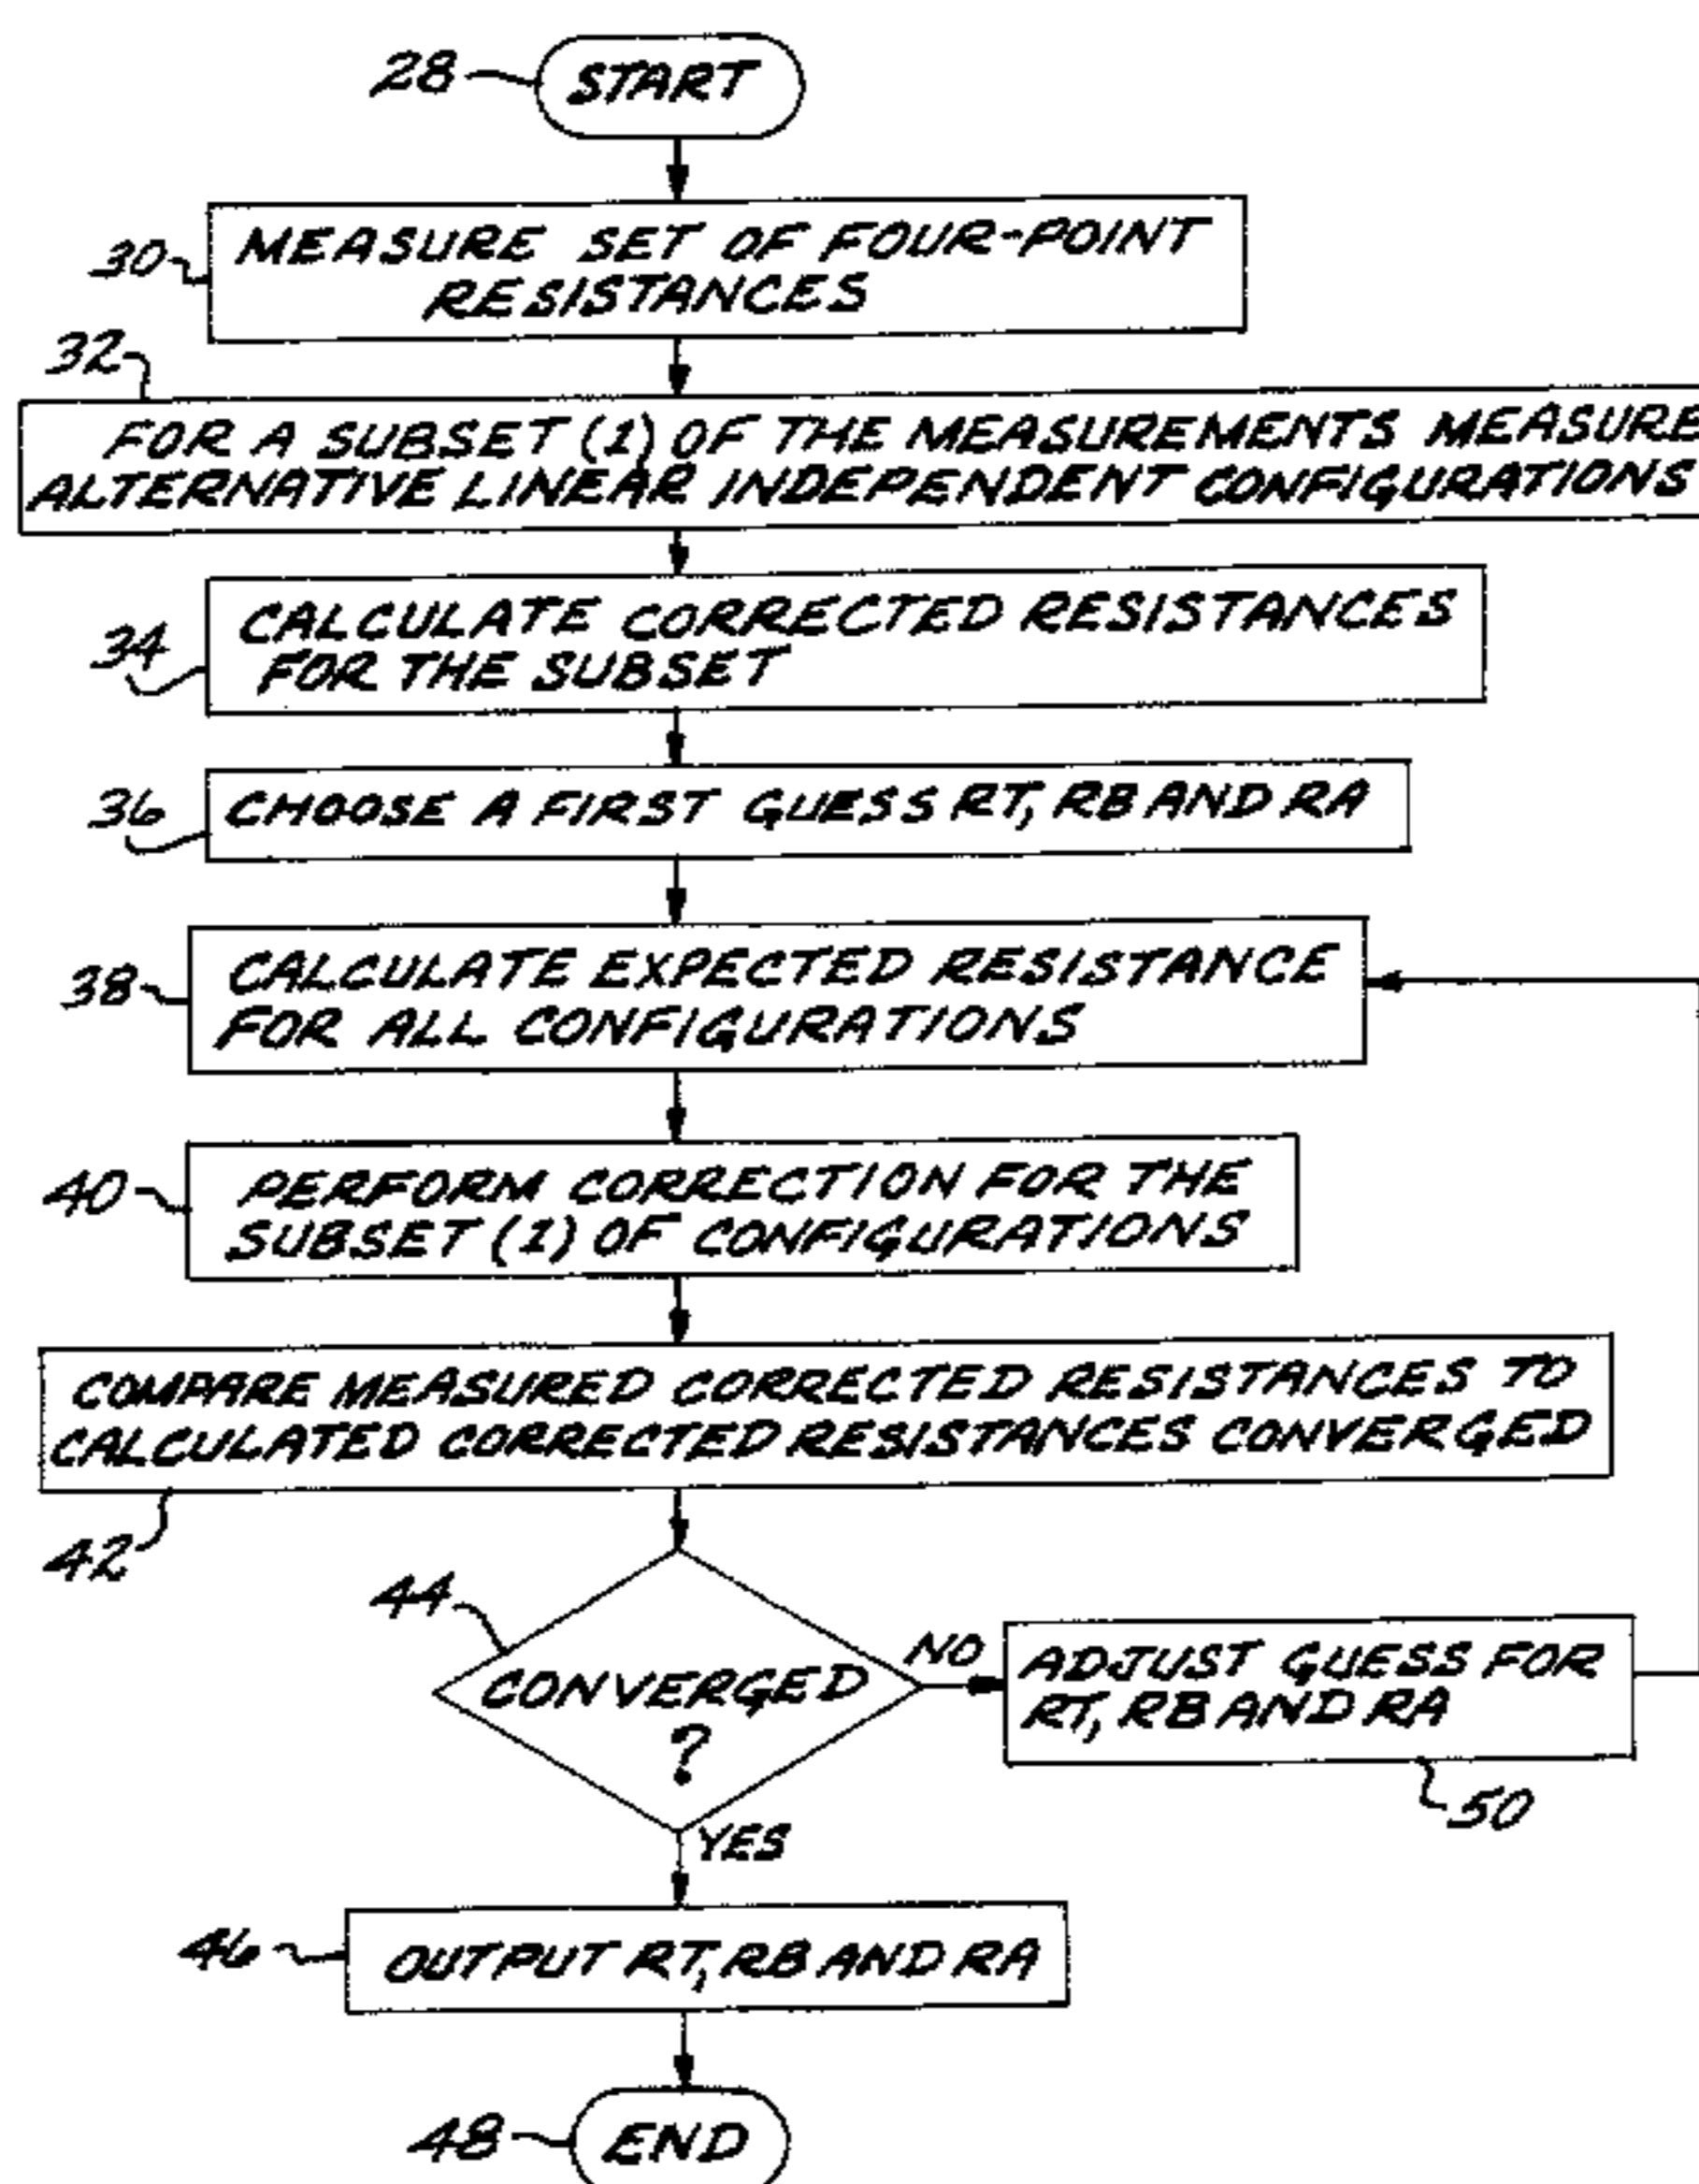 28
START
30
MEASURE SET OF FOUR-POINT
RESISTANCES
32
FOR A SUBSET (1) OF THE MEASUREMENTS MEASURE
ALTERNATIVE LINEAR INDEPENDENT CONFIGURATIONS
34
CALCULATE CORRECTED RESISTANCES
FOR THE SUBSET
36
CHOOSE A FIRST GUESS RT, RB AND RA
38
CALCULATE EXPECTED RESISTANCE
FOR ALL CONFIGURATIONS
40
PERFORM CORRECTION FOR THE
SUBSET (1) OF CONFIGURATIONS
COMPARE MEASURED CORRECTED RESISTANCES TO
CALCULATED CORRECTED RESISTANCES CONVERGED
42
44
CONVERGED
?
NO
ADJUST GUESS FOR
RT, RB AND RA
50
YES
46
OUTPUT RT, RB AND RA
48
END